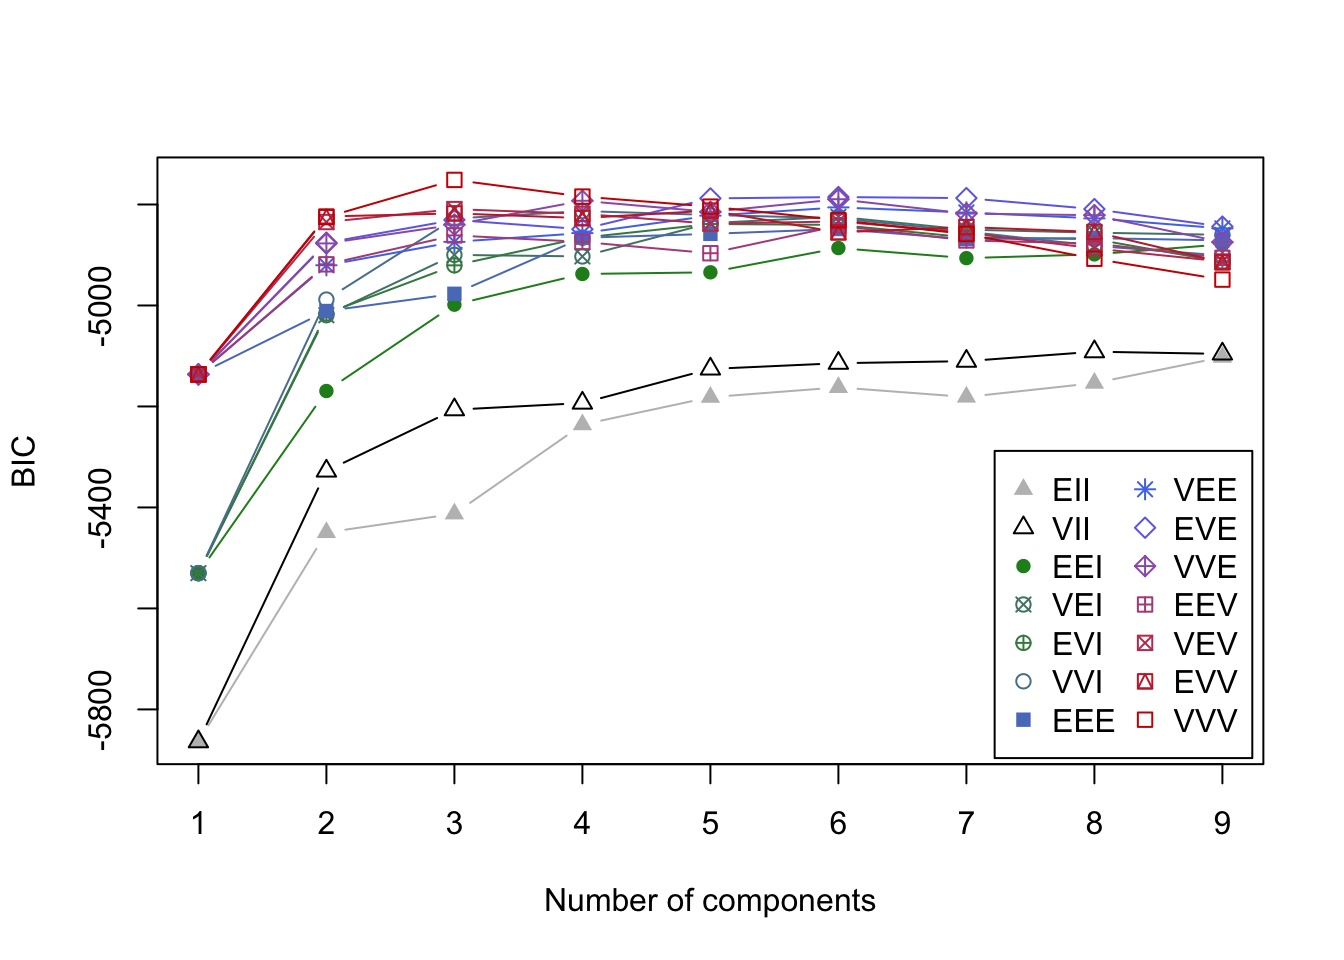 BIC
-5000
-5400
-5800
EII VEE
VII EVE
EEI VVE
VEI EEV
EVI VEV
VVI EVV
EEE VVV
1 2 3 4 5 6 7 8 9
Number of components